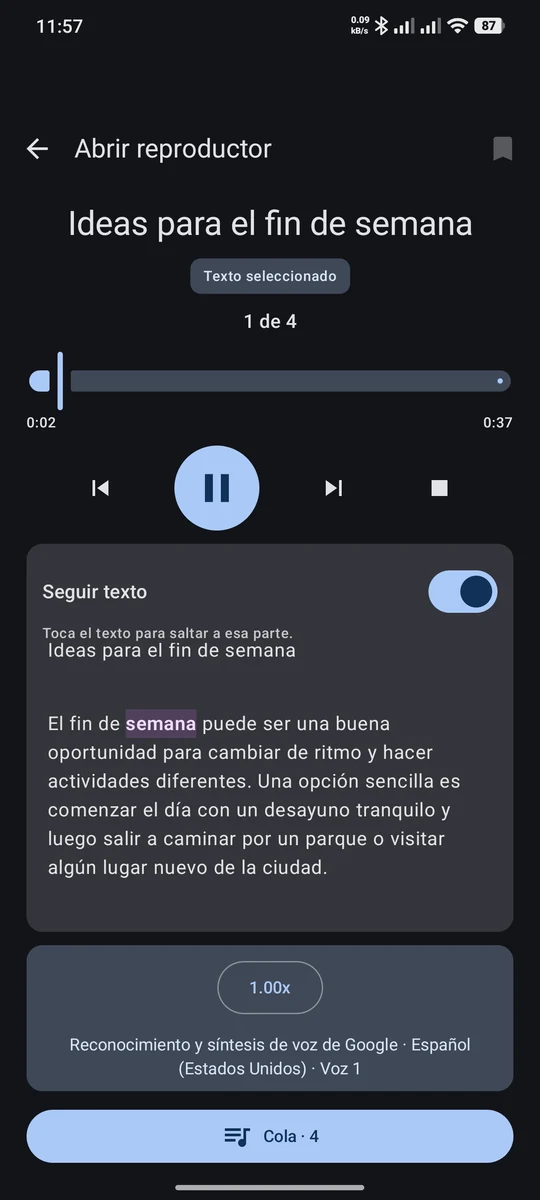 11:57
0.09
kB/s
87
Abrir reproductor
Ideas para el fin de semana
Texto seleccionado
1 de 4
0:02
0:37
Seguir texto
Toca el texto para saltar a esa parte.
Ideas para el fin de semana
El fin de semana puede ser una buena
oportunidad para cambiar de ritmo y hacer
actividades diferentes. Una opción sencilla es
comenzar el día con un desayuno tranquilo y
luego salir a caminar por un parque o visitar
algún lugar nuevo de la ciudad.
1.00x
Reconocimiento y síntesis de voz de Google · Español
(Estados Unidos) · Voz 1
Cola · 4